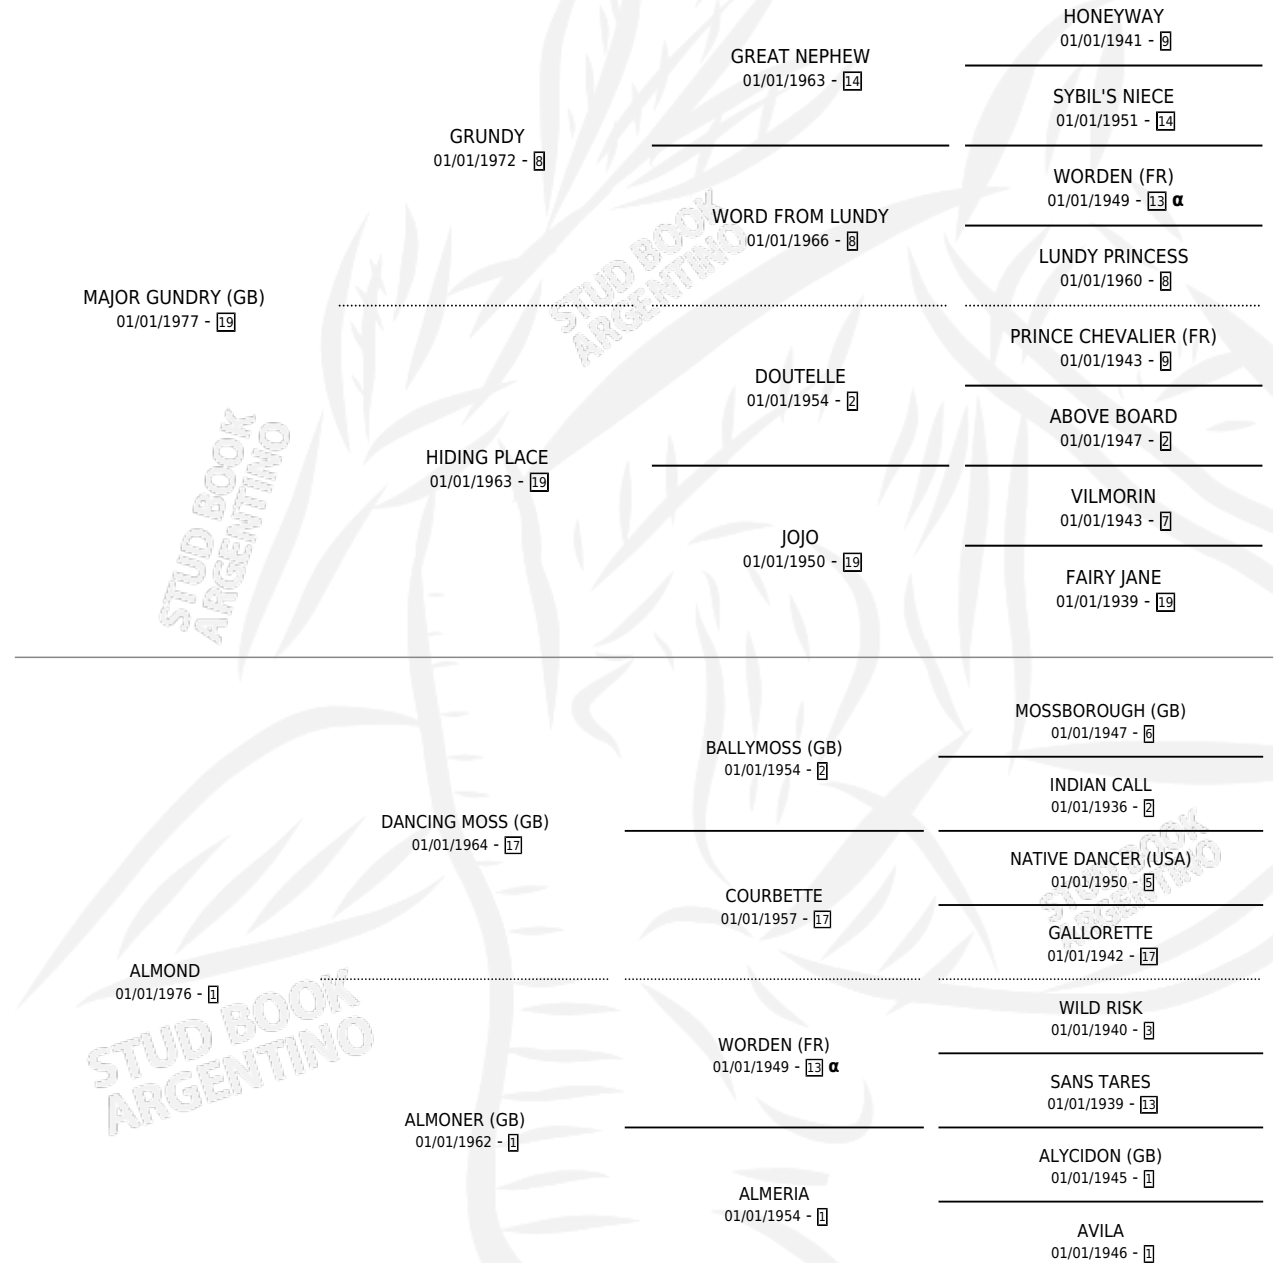 HONEYWAY
01/01/1941 - 9
GREAT NEPHEW
01/01/1963 - 14
SYBIL'S NIECE
01/01/1951 - 14
GRUNDY
01/01/1972 - 8
WORDEN (FR)
01/01/1949 - 13 α
WORD FROM LUNDY
01/01/1966 - 8
LUNDY PRINCESS
01/01/1960 - 8
MAJOR GUNDRY (GB)
01/01/1977 - 19
PRINCE CHEVALIER (FR)
01/01/1943 - 9
DOUTELLE
01/01/1954 - 2
ABOVE BOARD
01/01/1947 - 2
HIDING PLACE
01/01/1963 - 19
VILMORIN
01/01/1943 - 7
JOJO
01/01/1950 - 19
FAIRY JANE
01/01/1939 - 19
MOSSBOROUGH (GB)
01/01/1947 - 6
BALLYMOSS (GB)
01/01/1954 - 2
INDIAN CALL
01/01/1936 - 2
DANCING MOSS (GB)
01/01/1964 - 17
NATIVE DANCER (USA)
01/01/1950 - 5
COURBETTE
01/01/1957 - 17
GALLORETTE
01/01/1942 - 17
ALMOND
01/01/1976 - 1
WILD RISK
01/01/1940 - 3
WORDEN (FR)
01/01/1949 - 13 α
SANS TARES
01/01/1939 - 13
ALMONER (GB)
01/01/1962 - 1
ALYCIDON (GB)
01/01/1945 - 1
ALMERIA
01/01/1954 - 1
AVILA
01/01/1946 - 1
STUD BOOK
ARGENTINO
STUD BOOK
ARGENTINO
STUD BOOK
ARGENTINO
STUD BOOK
ARGENTINO